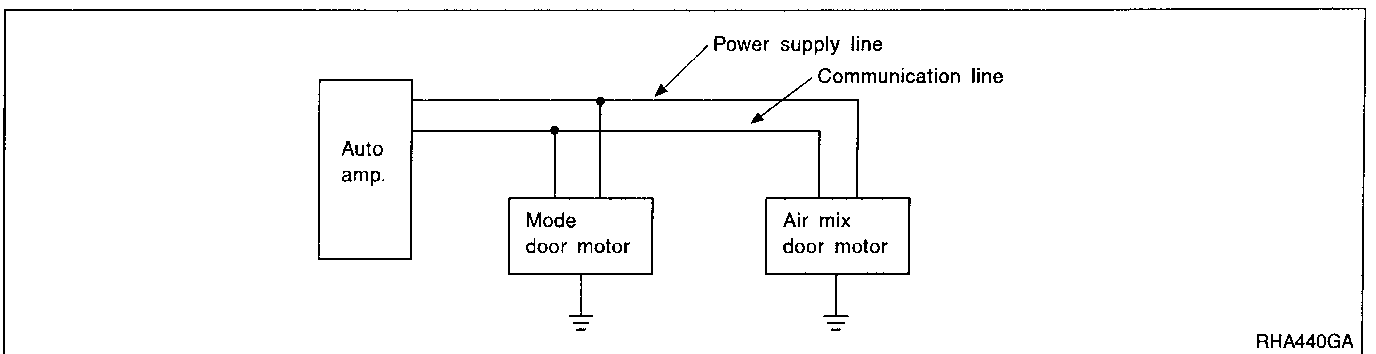 Power supply line
Communication line
Auto
amp.
Mode
door motor
Air mix
door motor
RHA440GA